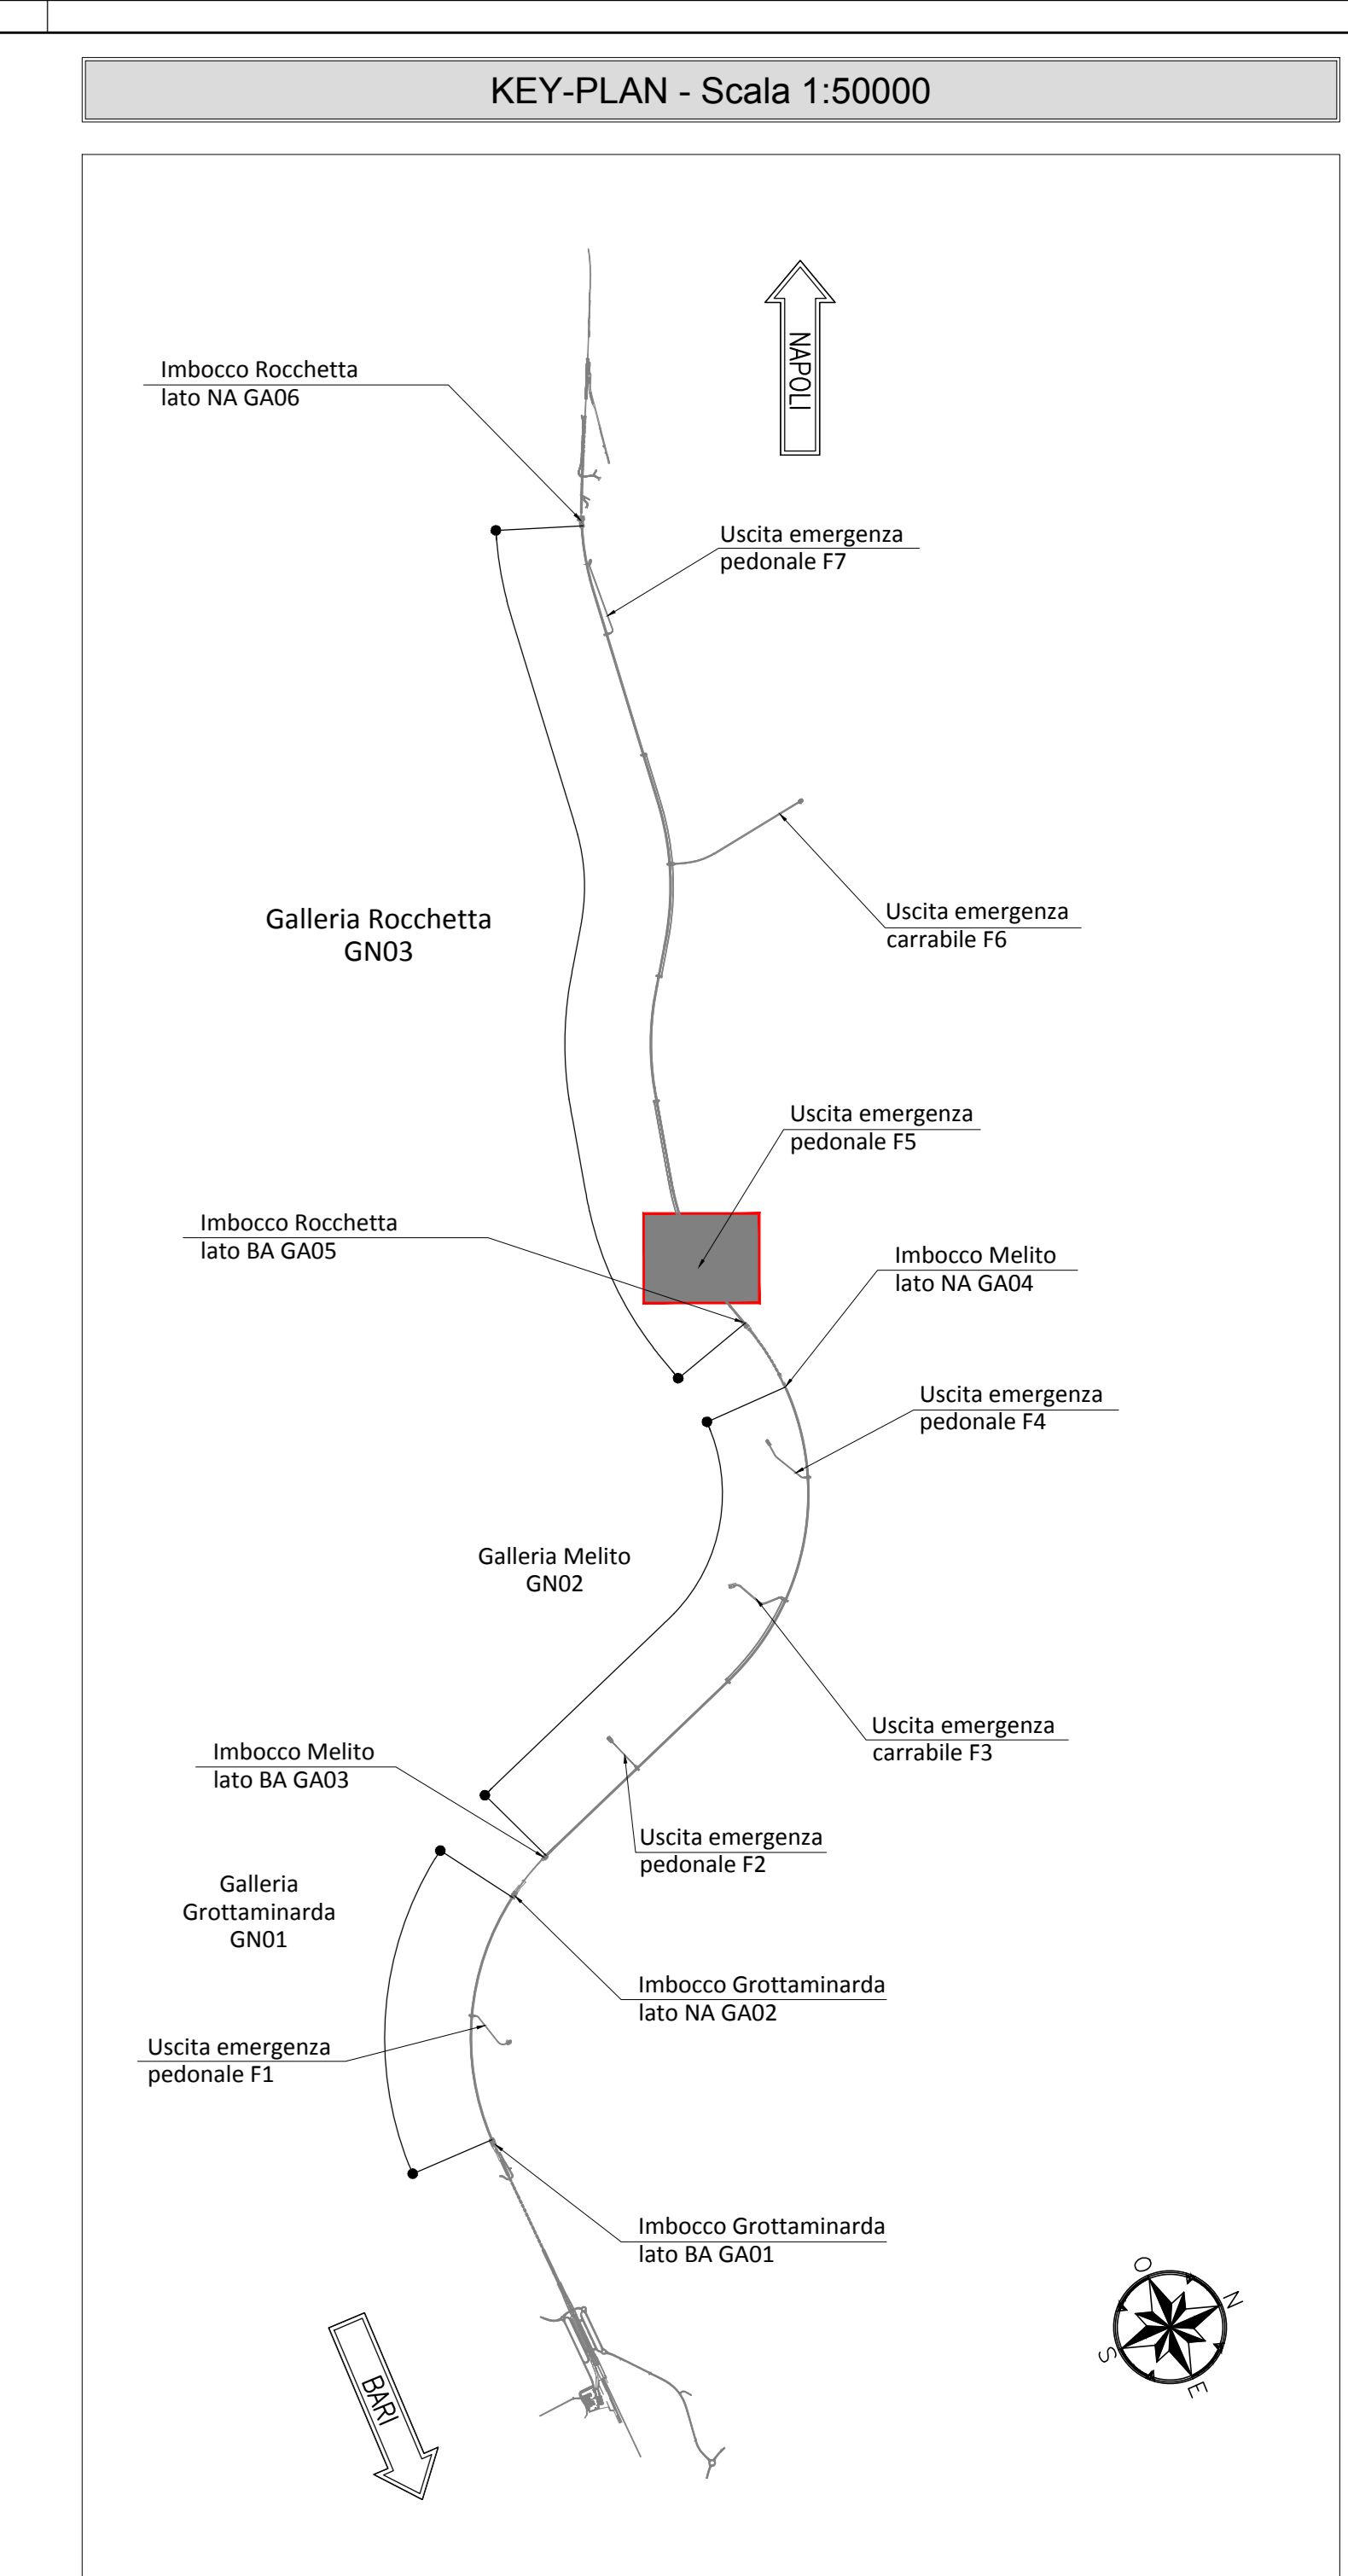 KEY-PLAN - Scala 1:50000
NAPOLI
Imbocco Rocchetta
lato NA GA06
Uscita emergenza
pedonale F7
Uscita emergenza
carrabile F6
Galleria Rocchetta
GN03
Uscita emergenza
pedonale F5
Imbocco Rocchetta
lato BA GA05
Imbocco Melito
lato NA GA04
Uscita emergenza
pedonale F4
Galleria Melito
GN02
Uscita emergenza
carrabile F3
Imbocco Melito
lato BA GA03
Uscita emergenza
pedonale F2
Galleria
Grottaminarda
GN01
Imbocco Grottaminarda
lato NA GA02
Uscita emergenza
pedonale F1
Imbocco Grottaminarda
lato BA GA01
O
N
S
E
BARI